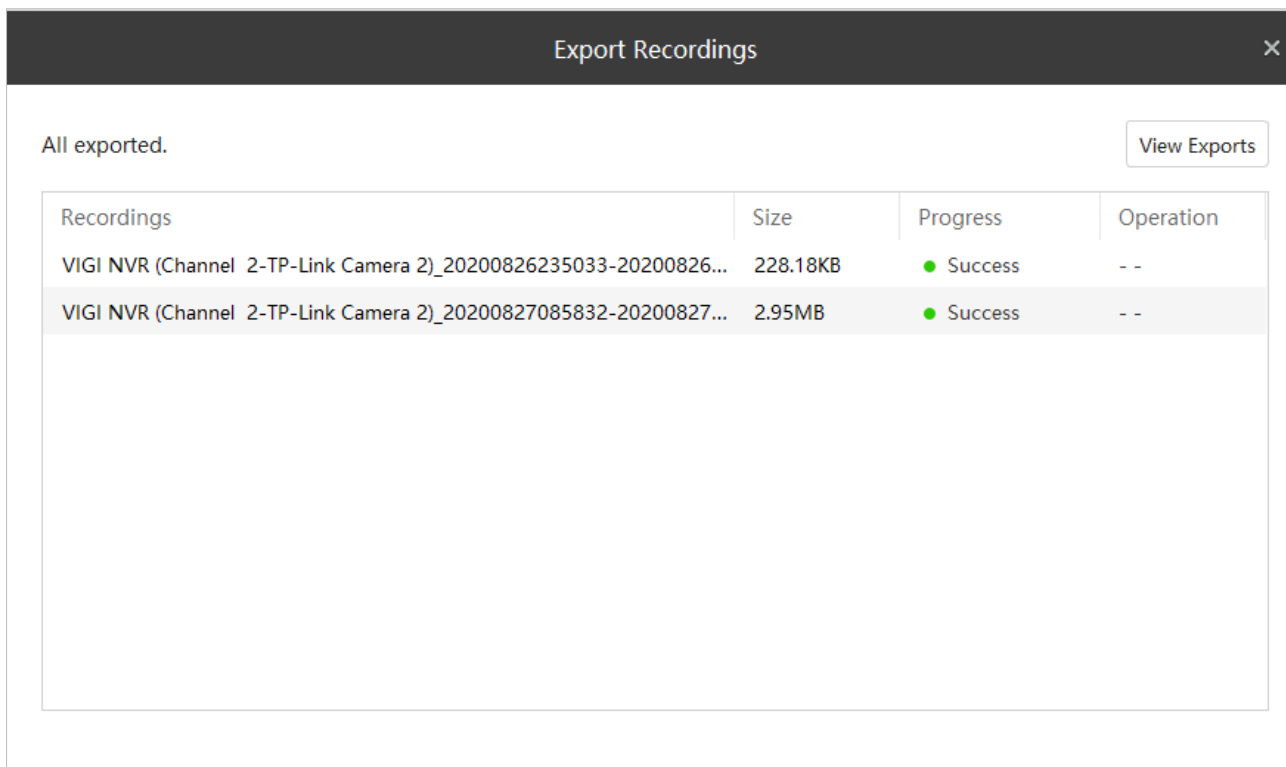 Export Recordings ×
All exported. View Exports
Recordings Size Progress Operation
VIGI NVR (Channel 2-TP-Link Camera 2)_20200826235033-20200826... 228.18KB Success - -
VIGI NVR (Channel 2-TP-Link Camera 2)_20200827085832-20200827... 2.95MB Success - -